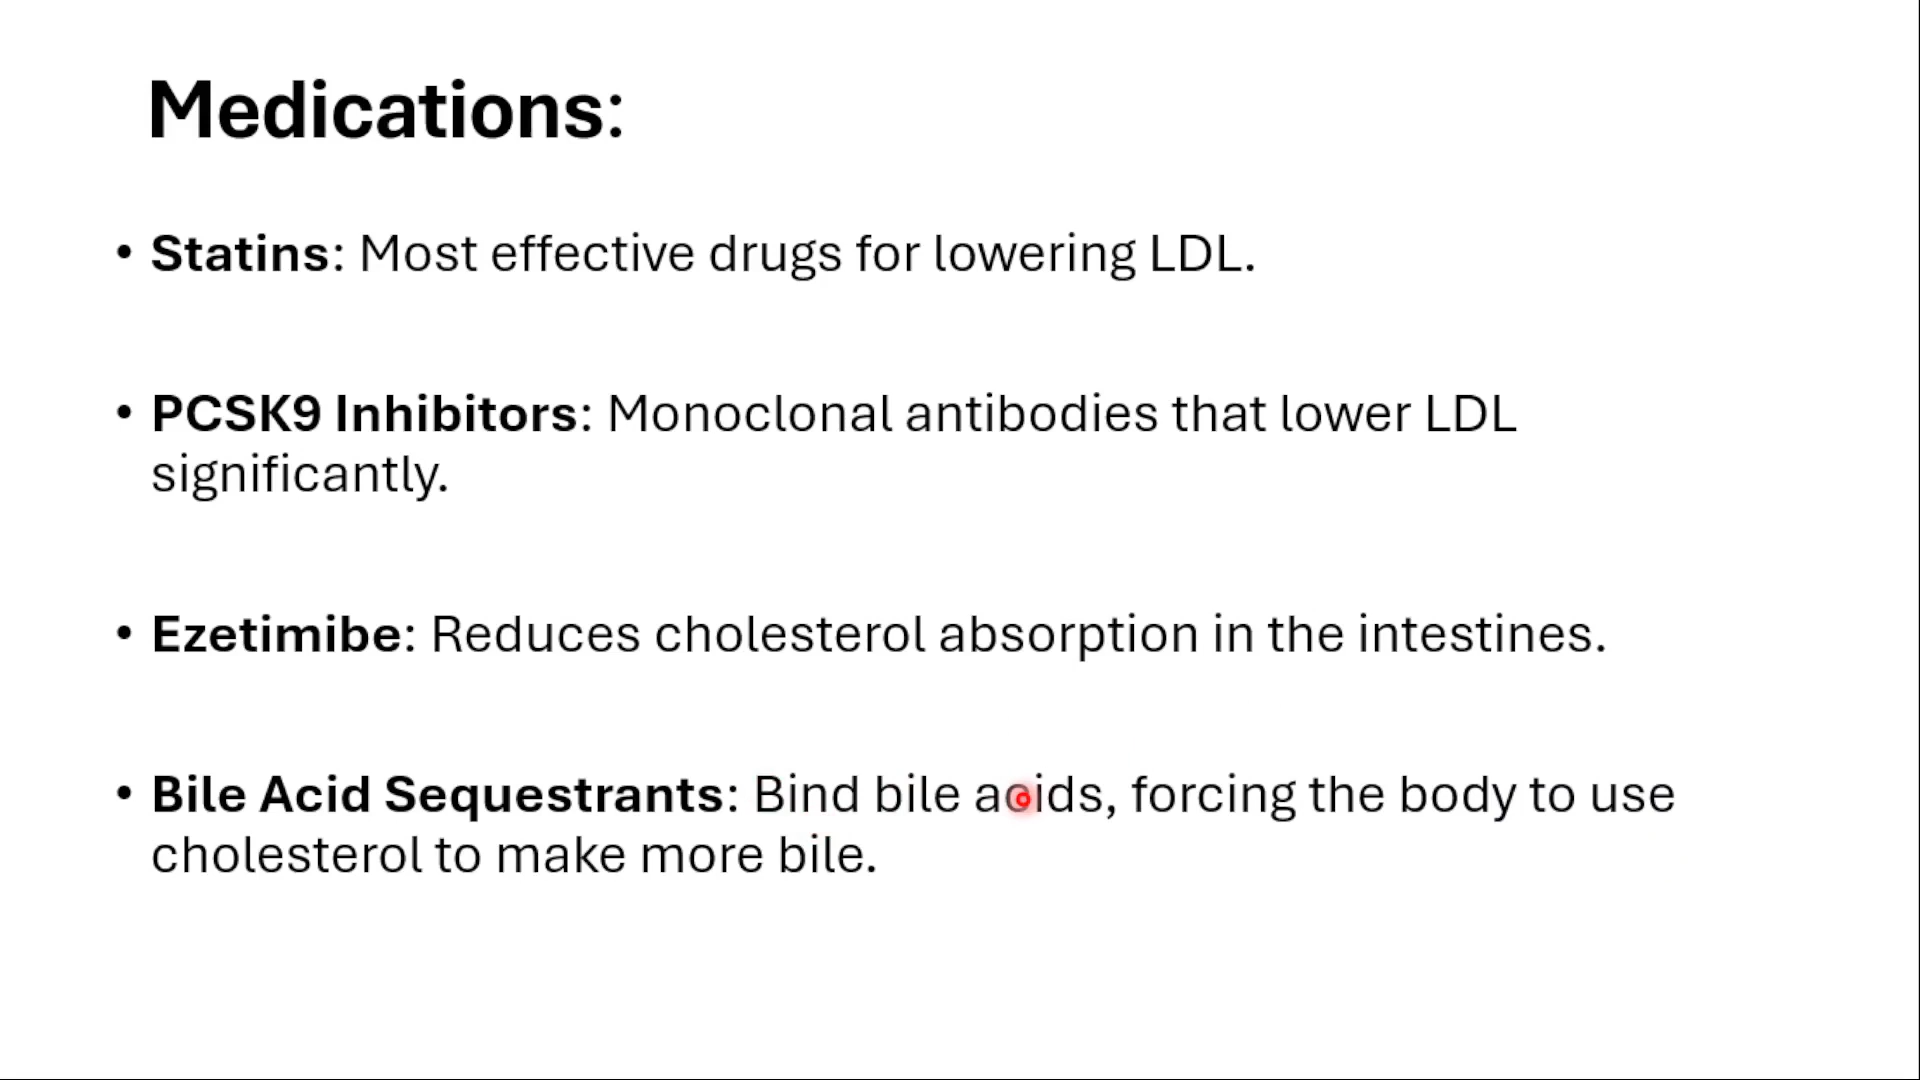 Medications:
• Statins: Most effective drugs for lowering LDL.
• PCSK9 Inhibitors: Monoclonal antibodies that lower LDL
significantly.
• Ezetimibe: Reduces cholesterol absorption in the intestines.
• Bile Acid Sequestrants: Bind bile acids, forcing the body to use
cholesterol to make more bile.